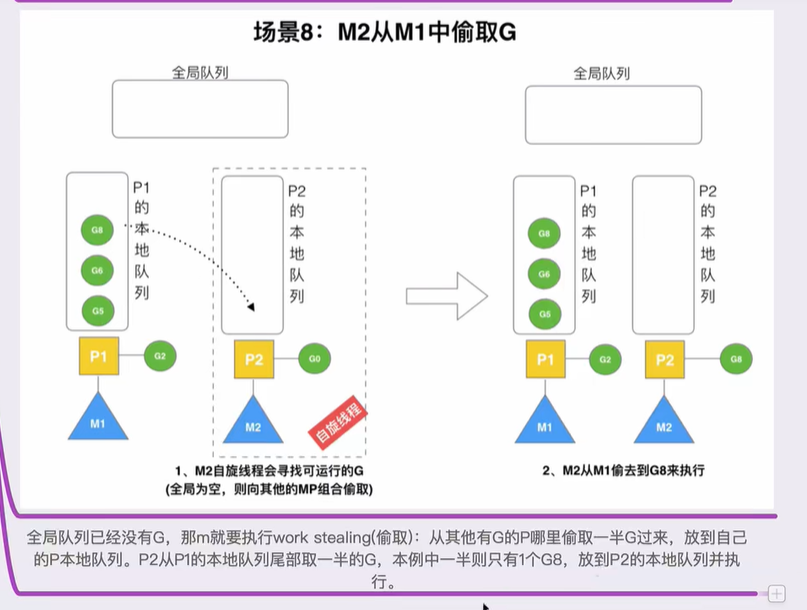 场景8：M2从M1中偷取G
全局队列
全局队列
P1的本地队列
G8
G6
G5
P2的本地队列
P1
G2
P2
G0
M1
M2
自旋线程
P1的本地队列
G8
G6
G5
P2的本地队列
P1
G2
P2
G8
M1
M2
1、M2自旋线程会寻找可运行的G
(全局为空，则向其他的MP组合偷取)
2、M2从M1偷去到G8来执行
全局队列已经没有G，那m就要执行work stealing(偷取)：从其他有G的P哪里偷取一半G过来，放到自己
的P本地队列。P2从P1的本地队列尾部取一半的G，本例中一半则只有1个G8，放到P2的本地队列并执
行。